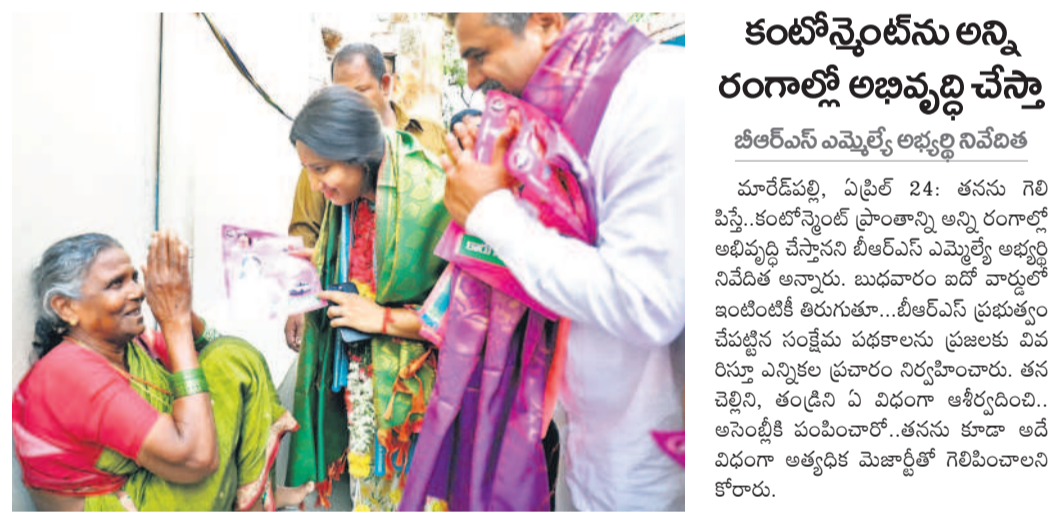 కంటోన్మెంట్‌ను అన్ని
రంగాల్లో అభివృద్ధి చేస్తా
బీఆర్ఎస్ ఎమ్మెల్యే అభ్యర్థి నివేదిత
మారేడ్‌పల్లి, ఏప్రిల్ 24: తనను గెలి
పిస్తే..కంటోన్మెంట్ ప్రాంతాన్ని అన్ని రంగాల్లో
అభివృద్ధి చేస్తానని బీఆర్ఎస్ ఎమ్మెల్యే అభ్యర్థి
నివేదిత అన్నారు. బుధవారం ఐదో వార్డులో
ఇంటింటికీ తిరుగుతూ...బీఆర్ఎస్ ప్రభుత్వం
చేపట్టిన సంక్షేమ పథకాలను ప్రజలకు వివ
రిస్తూ ఎన్నికల ప్రచారం నిర్వహించారు. తన
చెల్లిని, తండ్రిని ఏ విధంగా ఆశీర్వదించి..
అసెంబ్లీకి పంపించారో..తనను కూడా అదే
విధంగా అత్యధిక మెజార్టీతో గెలిపించాలని
కోరారు.